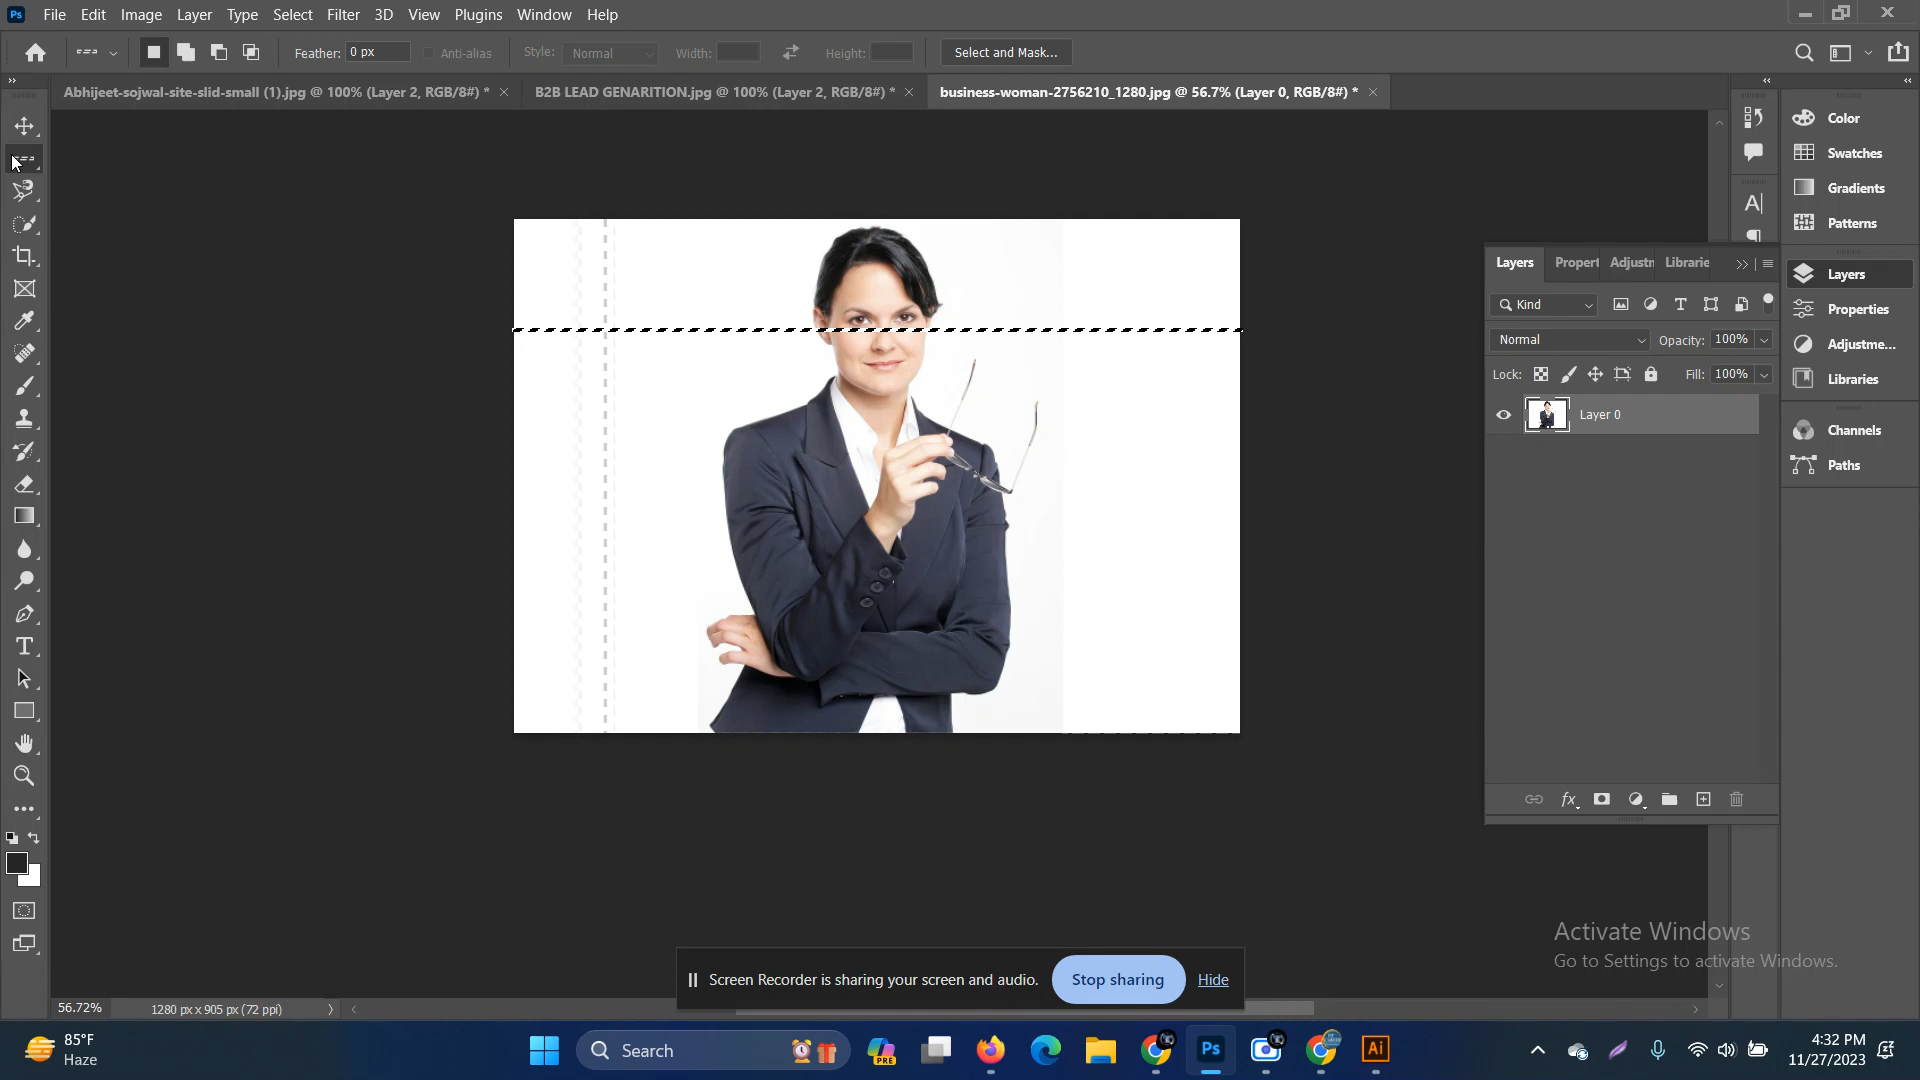 Ps File Edit Image Layer Type Select Filter 3D View Plugins Window Help
Feather: 0 px Anti-alias Style: Normal Width: Height: Select and Mask...
Abhijeet-sojwal-site-slid-small (1).jpg @ 100% (Layer 2, RGB/8#) * × B2B LEAD GENARITION.jpg @ 100% (Layer 2, RGB/8#) * × business-woman-2756210_1280.jpg @ 56.7% (Layer 0, RGB/8#) * ×
Color
Swatches
Gradients
Patterns
Layers
Properties
Adjustme...
Libraries
Channels
Paths
Layers Propert Adjustn Librarie
Kind
Normal Opacity: 100%
Lock: Fill: 100%
Layer 0
fx
Activate Windows
Go to Settings to activate Windows.
Screen Recorder is sharing your screen and audio. Stop sharing Hide
56.72% 1280 px x 905 px (72 ppi)
85°F
Haze
Search
PRE
Ps
Ai
4:32 PM
11/27/2023